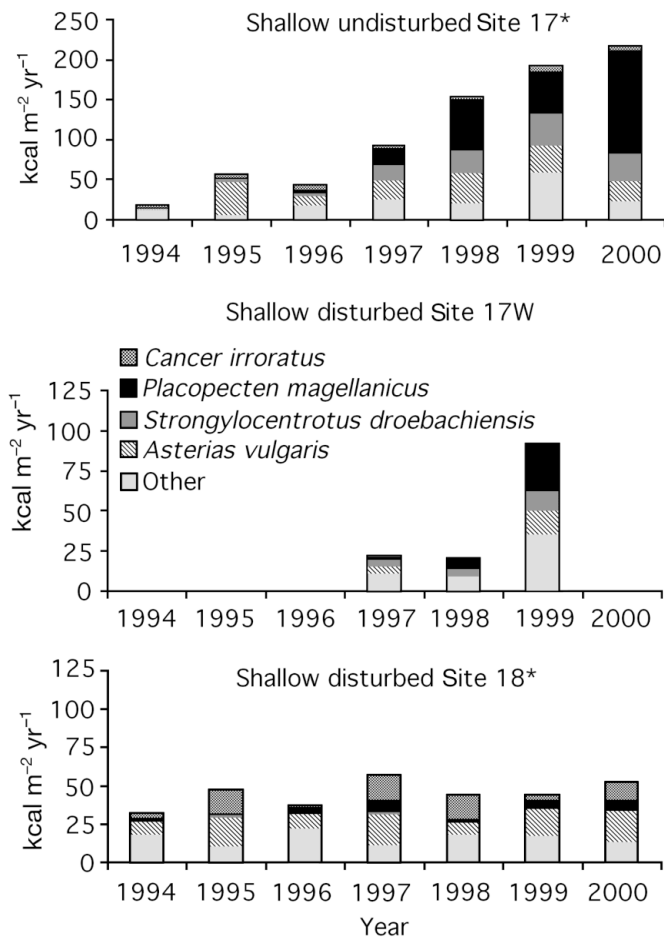 Shallow undisturbed Site 17*
250
200
150
100
50
0
kcal m⁻² yr⁻¹
1994 1995 1996 1997 1998 1999 2000
Shallow disturbed Site 17W
Cancer irroratus
Placopecten magellanicus
Strongylocentrotus droebachiensis
Asterias vulgaris
Other
125
100
75
50
25
0
kcal m⁻² yr⁻¹
1994 1995 1996 1997 1998 1999 2000
Shallow disturbed Site 18*
125
100
75
50
25
0
kcal m⁻² yr⁻¹
1994 1995 1996 1997 1998 1999 2000
Year